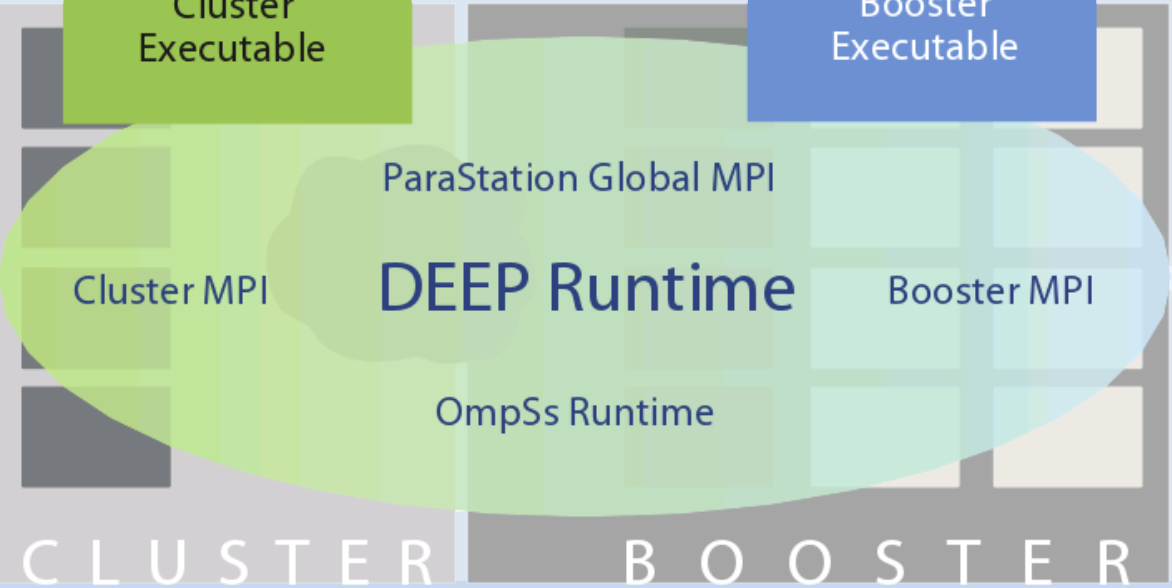 Cluster
Executable
Booster
Executable
ParaStation Global MPI
Cluster MPI
DEEP Runtime
Booster MPI
OmpSs Runtime
CLUSTER
BOOSTER